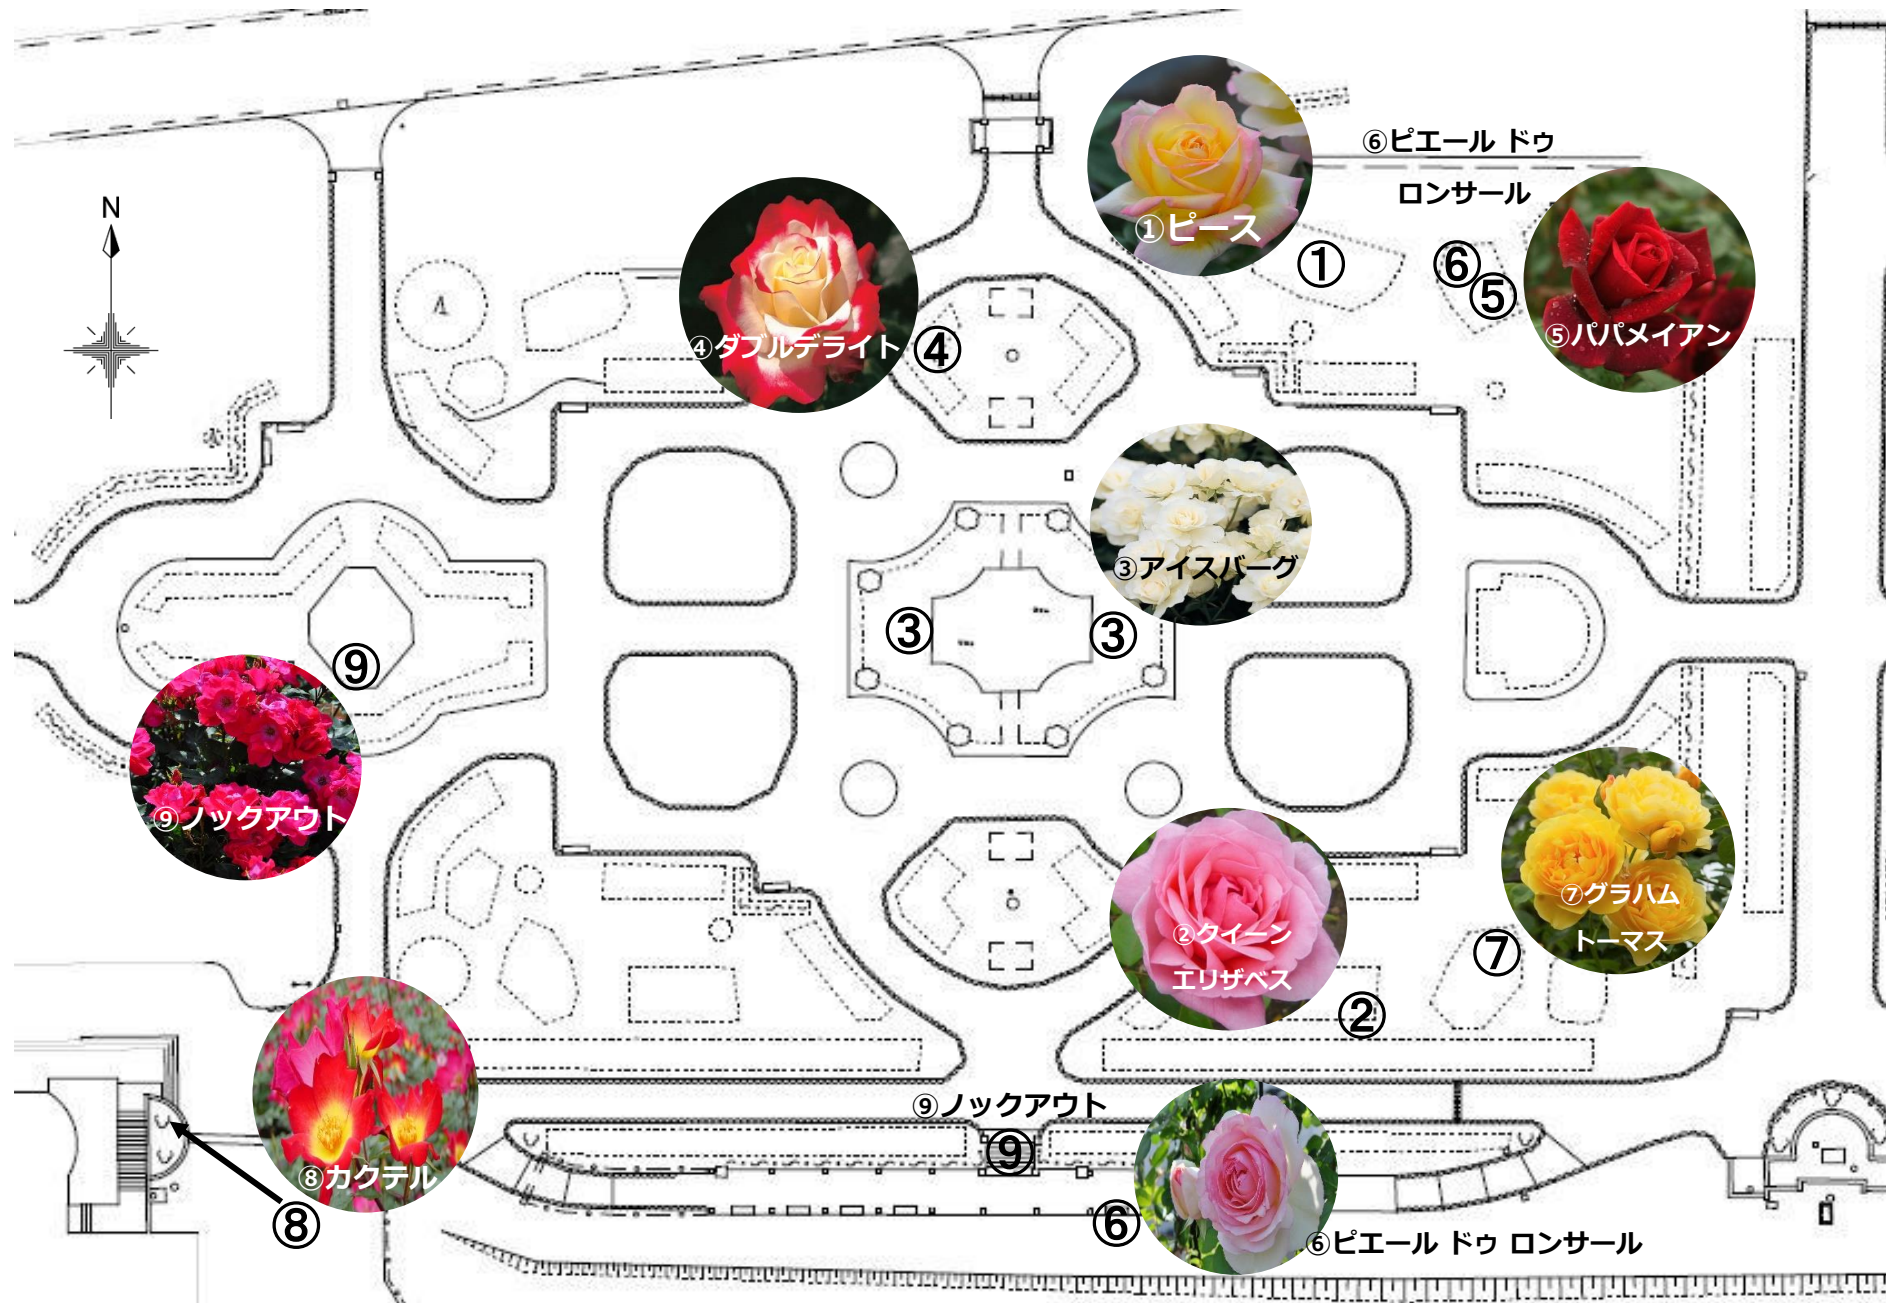 ⑥ピエール ドゥ
ロンサール
N
①ピース
①
⑥
⑤
④ダブルデライト
④
⑤パパメイアン
③アイスバーグ
③
③
⑨
⑨ノックアウト
⑦グラハム
トーマス
②クイーン
エリザベス
⑦
②
⑨ノックアウト
⑨
⑧カクテル
⑧
⑥
⑥ピエール ドゥ ロンサール